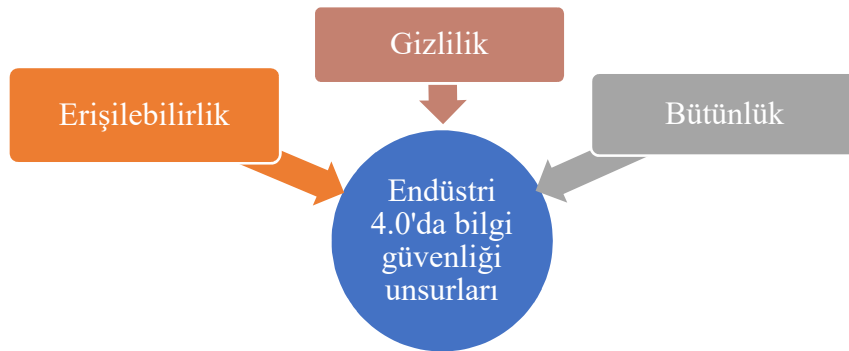 Gizlilik
Erişilebilirlik
Bütünlük
Endüstri
4.0'da bilgi
güvenliği
unsurları